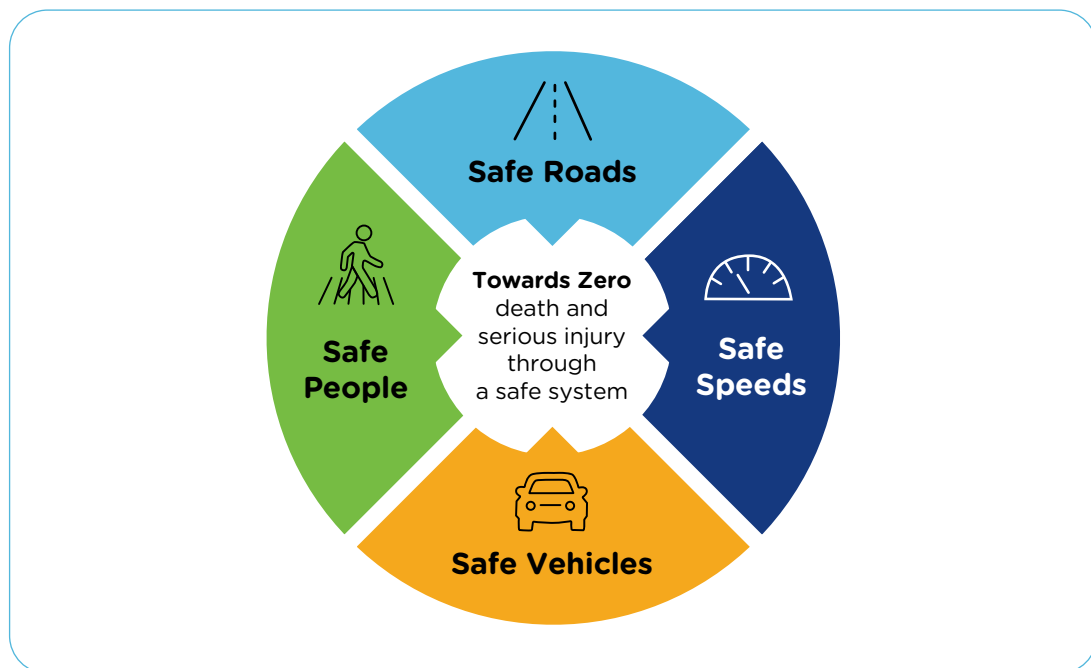 Safe Roads
Safe
People
Towards Zero
death and
serious injury
through
a safe system
Safe
Speeds
Safe Vehicles